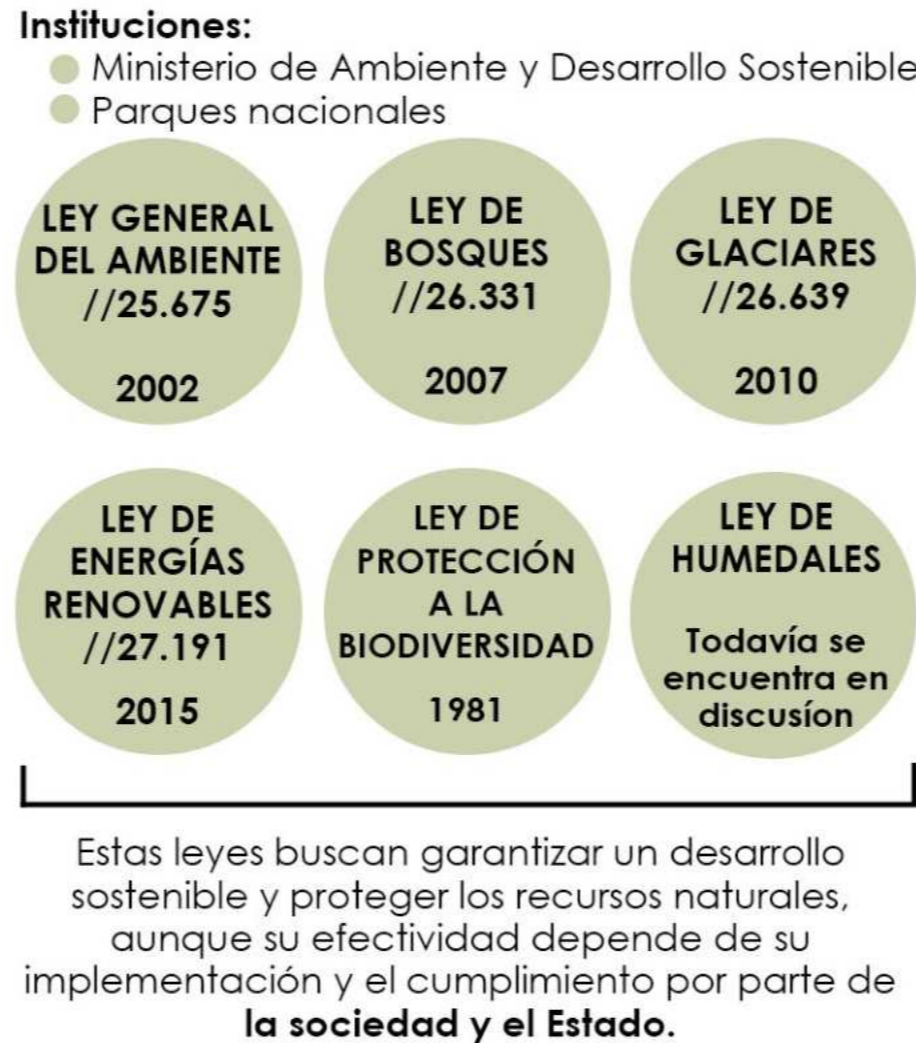 Instituciones:
Ministerio de Ambiente y Desarrollo Sostenible
Parques nacionales
LEY GENERAL
DEL AMBIENTE
//25.675
2002
LEY DE
BOSQUES
//26.331
2007
LEY DE
GLACIARES
//26.639
2010
LEY DE
ENERGÍAS
RENOVABLES
//27.191
2015
LEY DE
PROTECCIÓN
A LA
BIODIVERSIDAD
1981
LEY DE
HUMEDALES
Todavía se
encuentra en
discusíon
Estas leyes buscan garantizar un desarrollo
sostenible y proteger los recursos naturales,
aunque su efectividad depende de su
implementación y el cumplimiento por parte de
la sociedad y el Estado.